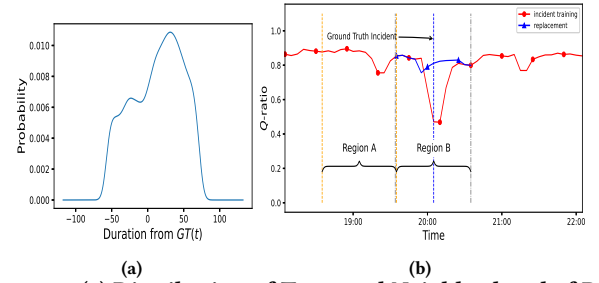 (a)
0.010
0.008
0.006
0.004
0.002
0.000
Probability
−100
−50
0
50
100
Duration from GT(t)
(a)
(b)
1.0
0.8
0.6
0.4
0.2
0.0
Q-ratio
incident training
replacement
Ground Truth Incident
Region A
Region B
19:00
20:00
21:00
22:00
Time
(b)